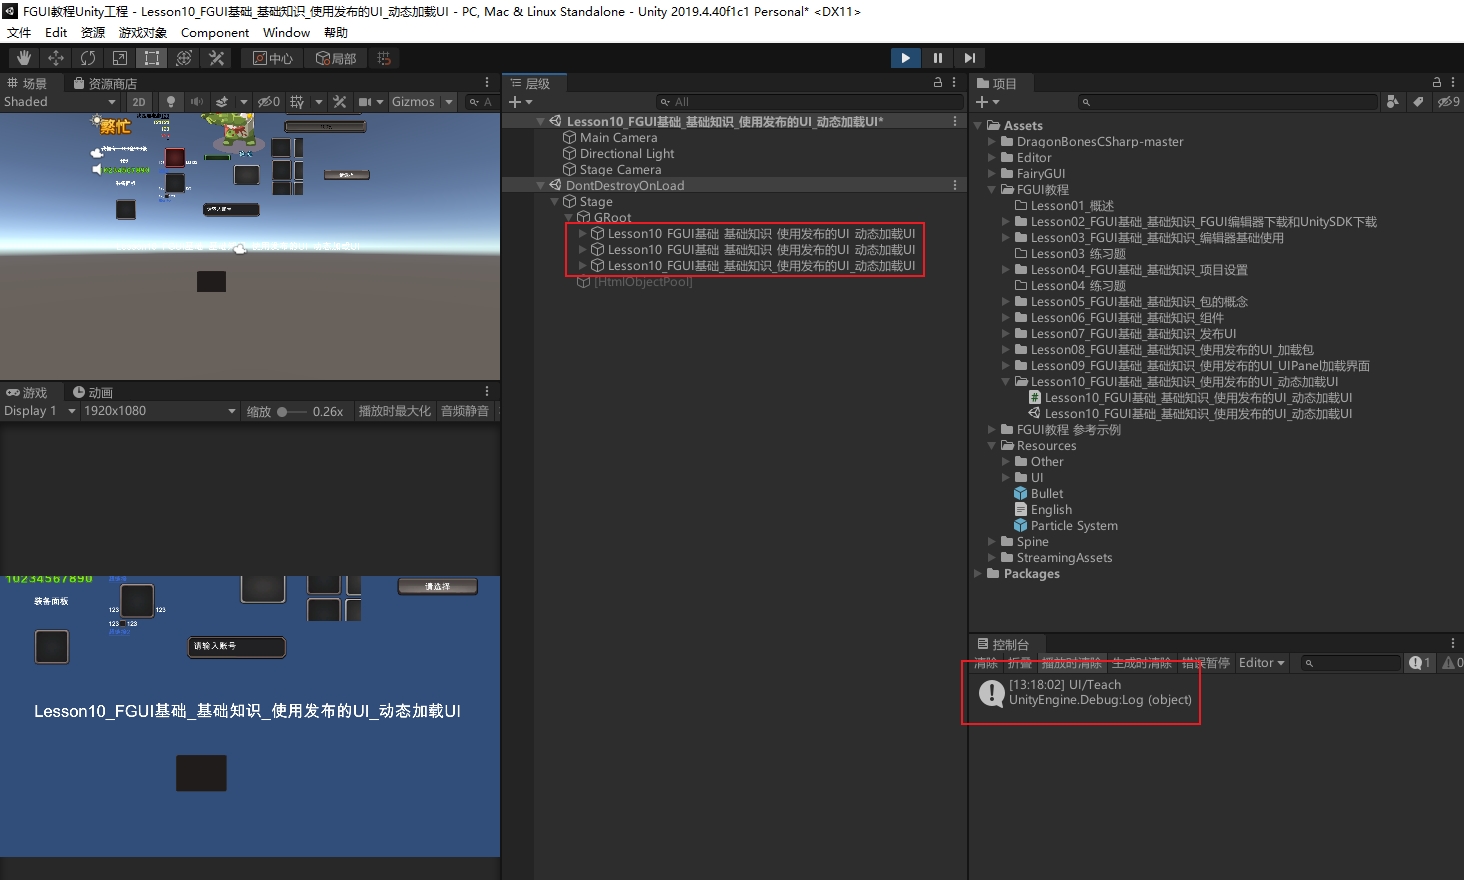 FGUI教程Unity工程 - Lesson10_FGUI基础_基础知识_使用发布的UI_动态加载UI - PC, Mac & Linux Standalone - Unity 2019.4.40f1c1 Personal* <DX11>
文件 Edit 资源 游戏对象 Component Window 帮助
中心 局部
场景 资源商店
Shaded 2D 0 Gizmos A
繁忙
请输入账号
游戏 动画
Display 1 1920x1080 缩放 0.26x 播放时最大化 音频静音
10234567890
装备面板
123 123
123 123
请选择
请输入账号
Lesson10_FGUI基础_基础知识_使用发布的UI_动态加载UI
层级
All
Lesson10_FGUI基础_基础知识_使用发布的UI_动态加载UI*
Main Camera
Directional Light
Stage Camera
DontDestroyOnLoad
Stage
GRoot
Lesson10_FGUI基础_基础知识_使用发布的UI_动态加载UI
Lesson10_FGUI基础_基础知识_使用发布的UI_动态加载UI
Lesson10_FGUI基础_基础知识_使用发布的UI_动态加载UI
[HtmlObjectPool]
项目
9
Assets
DragonBonesCSharp-master
Editor
FairyGUI
FGUI教程
Lesson01_概述
Lesson02_FGUI基础_基础知识_FGUI编辑器下载和UnitySDK下载
Lesson03_FGUI基础_基础知识_编辑器基础使用
Lesson03 练习题
Lesson04_FGUI基础_基础知识_项目设置
Lesson04 练习题
Lesson05_FGUI基础_基础知识_包的概念
Lesson06_FGUI基础_基础知识_组件
Lesson07_FGUI基础_基础知识_发布UI
Lesson08_FGUI基础_基础知识_使用发布的UI_加载包
Lesson09_FGUI基础_基础知识_使用发布的UI_UIPanel加载界面
Lesson10_FGUI基础_基础知识_使用发布的UI_动态加载UI
Lesson10_FGUI基础_基础知识_使用发布的UI_动态加载UI
Lesson10_FGUI基础_基础知识_使用发布的UI_动态加载UI
FGUI教程 参考示例
Resources
Other
UI
Bullet
English
Particle System
Spine
StreamingAssets
Packages
控制台
清除 折叠 播放时清除 生成时清除 错误暂停 Editor 1 0
[13:18:02] UI/Teach
UnityEngine.Debug:Log (object)